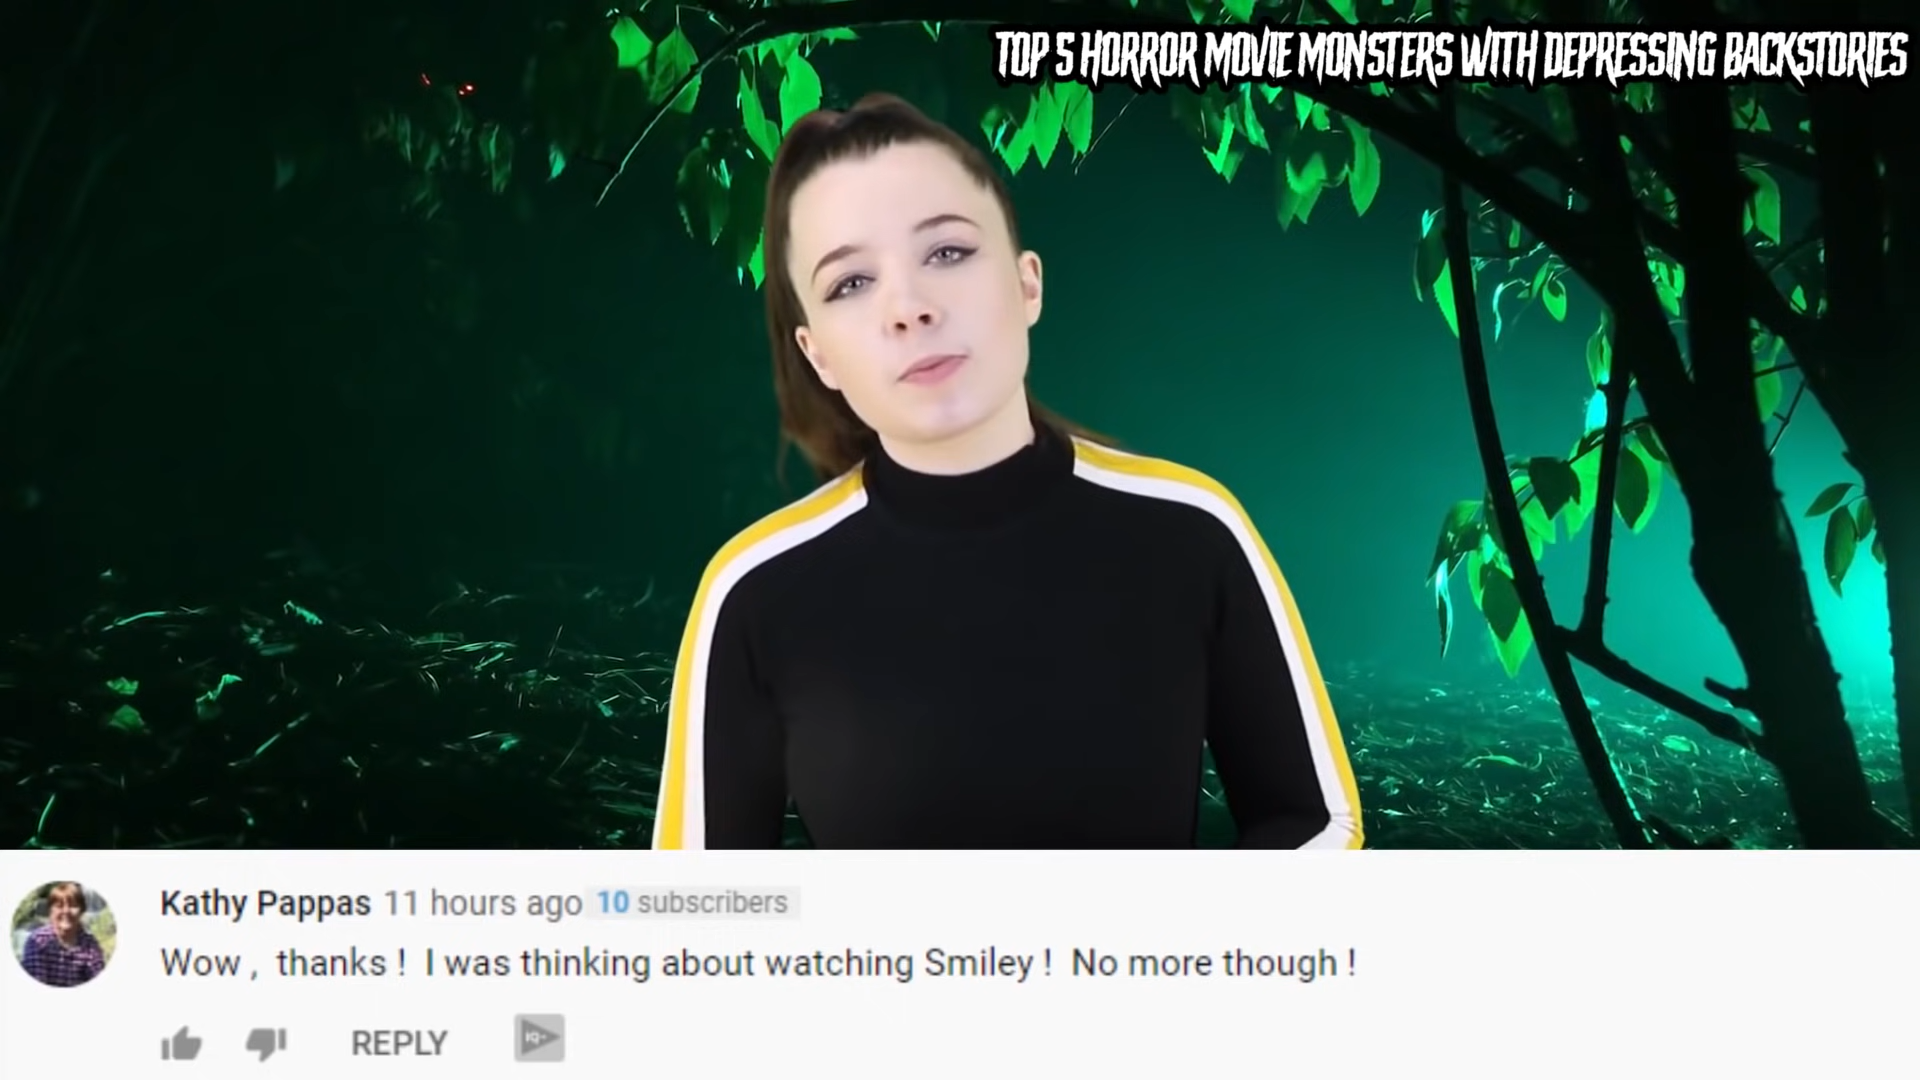 TOP 5 HORROR MOVIE MONSTERS WITH DEPRESSING BACKSTORIES
Kathy Pappas 11 hours ago 10 subscribers
Wow , thanks ! I was thinking about watching Smiley ! No more though !
REPLY